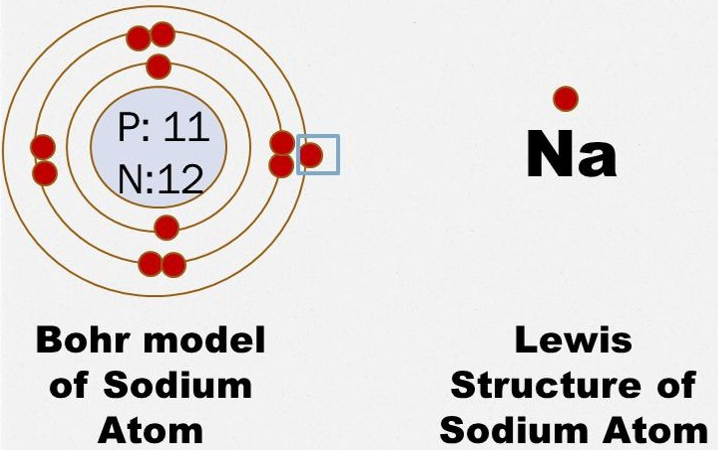 P: 11
N:12
Na
Bohr model
of Sodium
Atom
Lewis
Structure of
Sodium Atom